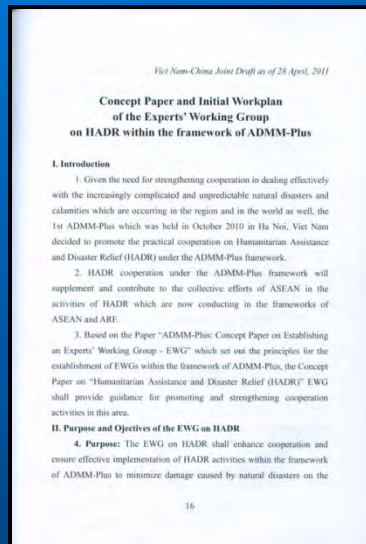 Viet Nam-China Joint Draft as of 28 April, 2011
Concept Paper and Initial Workplan
of the Experts' Working Group
on HADR within the framework of ADMM-Plus
I. Introduction
1. Given the need for strengthening cooperation in dealing effectively
with the increasingly complicated and unpredictable natural disasters and
calamities which are occurring in the region and in the world as well, the
1st ADMM-Plus which was held in October 2010 in Ha Noi, Viet Nam
decided to promote the practical cooperation on Humanitarian Assistance
and Disaster Relief (HADR) under the ADMM-Plus framework.
2. HADR cooperation under the ADMM-Plus framework will
supplement and contribute to the collective efforts of ASEAN in the
activities of HADR which are now conducting in the frameworks of
ASEAN and ARF.
3. Based on the Paper "ADMM-Plus: Concept Paper on Establishing
an Experts' Working Group - EWG" which set out the principles for the
establishment of EWGs within the framework of ADMM-Plus, the Concept
Paper on "Humanitarian Assistance and Disaster Relief (HADR)" EWG
shall provide guidance for promoting and strengthening cooperation
activities in this area.
II. Purpose and Ojectives of the EWG on HADR
4. Purpose: The EWG on HADR shall enhance cooperation and
ensure effective implementation of HADR activities within the framework
of ADMM-Plus to minimize damage caused by natural disasters on the
16